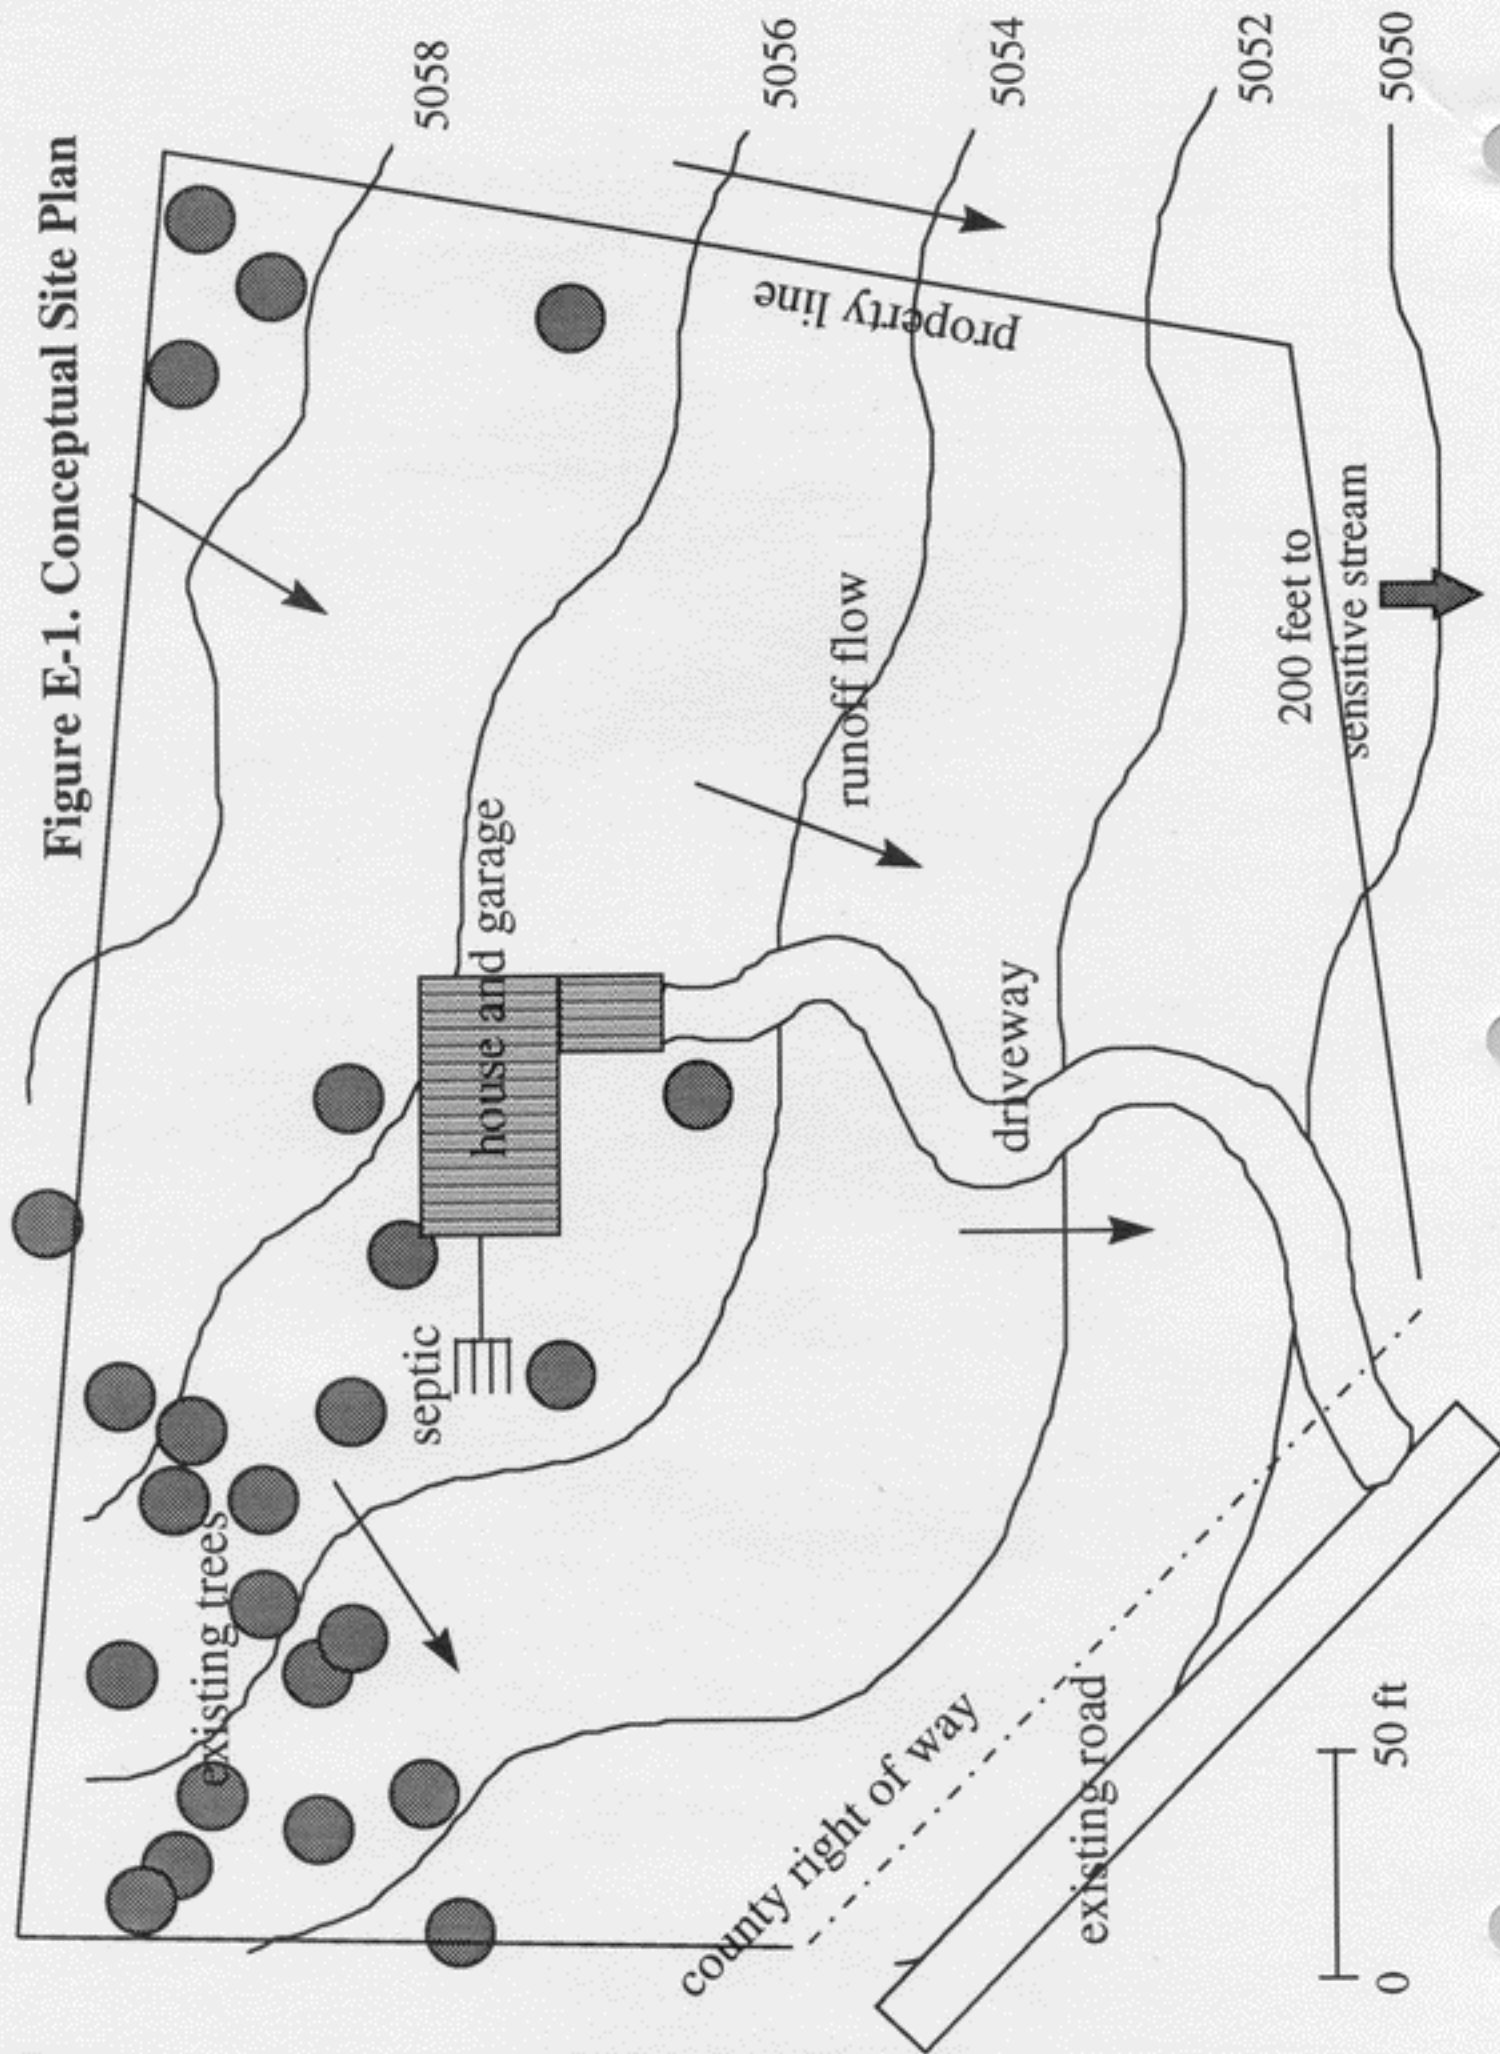 Figure E-1. Conceptual Site Plan
5058
5056
5054
5052
5050
property line
existing trees
septic
house and garage
runoff flow
driveway
200 feet to
sensitive stream
county right of way
existing road
0
50 ft